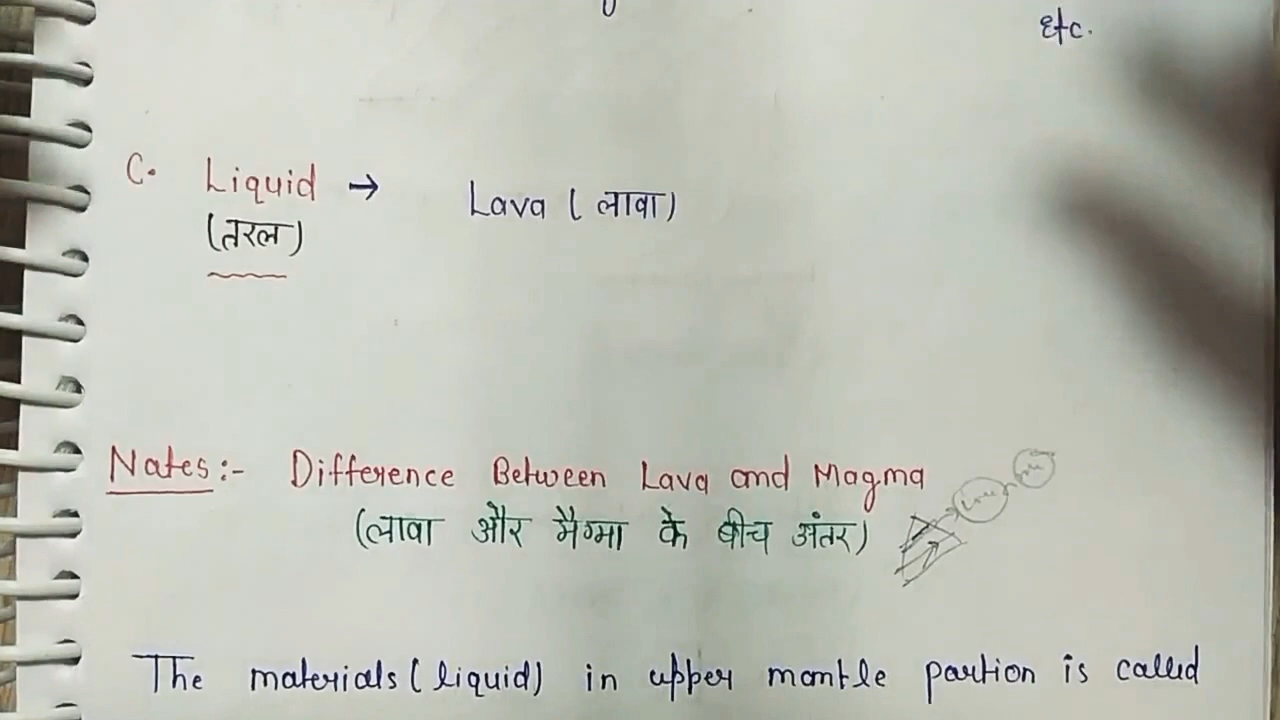 Etc.
C. Liquid → Lava ( लावा )
(तरल)
Notes:- Difference Between Lava and Magma
(लावा और मैग्मा के बीच अंतर)
The materials ( liquid ) in upper mantle partion is called